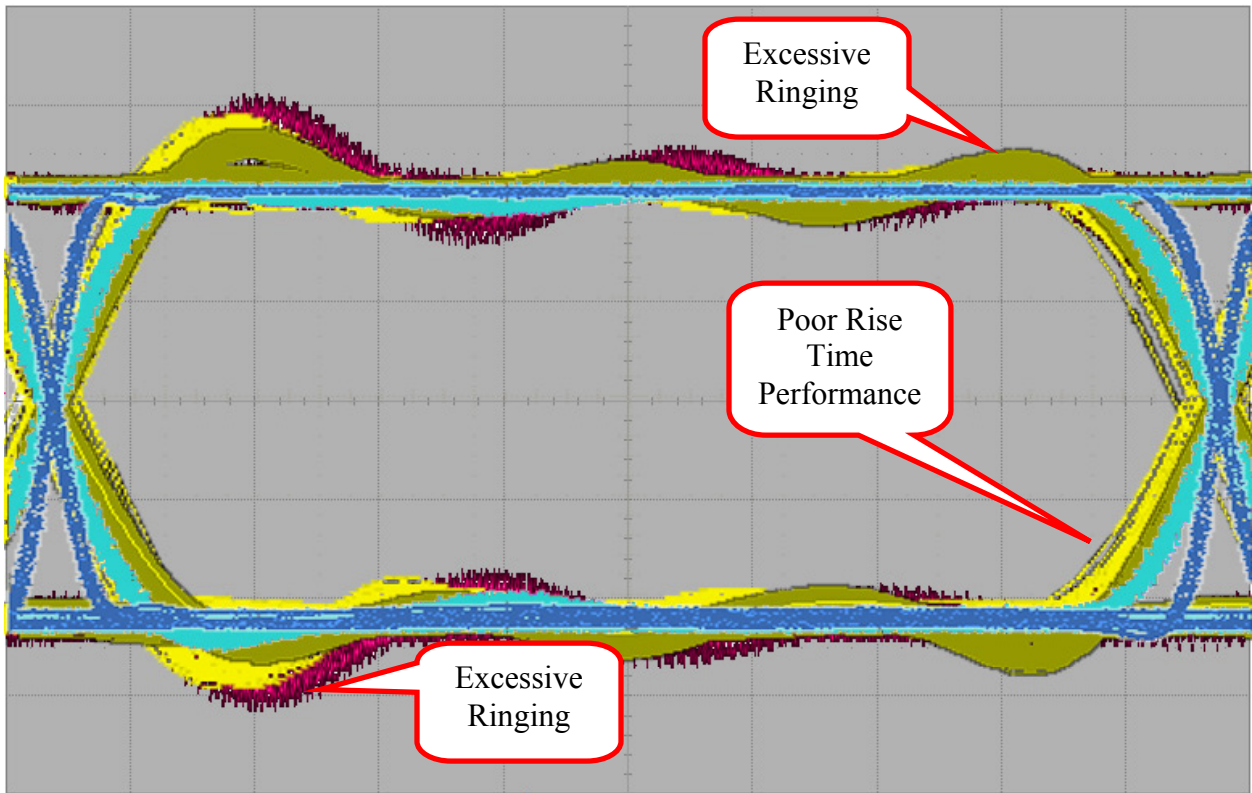 Excessive
Ringing
Poor Rise
Time
Performance
Excessive
Ringing